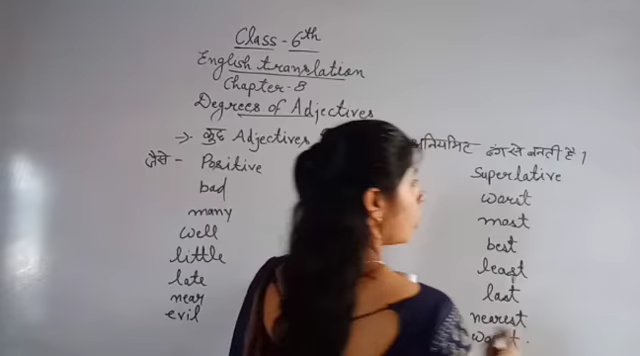 Class - 6th
English translation
Chapter-8
Degrees of Adjectives
→ कुछ Adjectives अनियमित ढंग से बनती है।
जैसे - Positive Superlative
bad worst
many most
well best
little least
late last
near nearest
evil